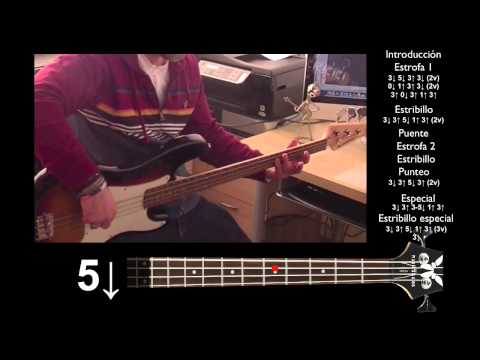 Introducción
Estrofa 1
3↓ 5↓ 3↑ 3↓ (2v)
0↓ 1↑ 3↑ 3↓ (2v)
3↑ 0↓ 3↑ 1↑ 3↑
Estribillo
3↓ 3↑ 5↓ 1↑ 3↑ (2v)
Puente
Estrofa 2
Estribillo
Punteo
3↓ 3↑ 5↓ 3↑ (2v)
Especial
3↓ 3↑ 3-5↓ 1↑ 3↑
Estribillo especial
3↓ 3↑ 5↓ 1↑ 3↑ (3v)
5↓